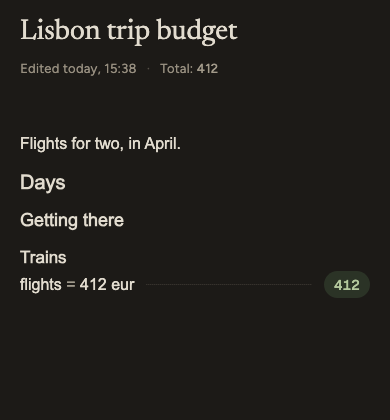 Lisbon trip budget
Edited today, 15:38 · Total: 412
Flights for two, in April.
Days
Getting there
Trains
flights = 412 eur 412